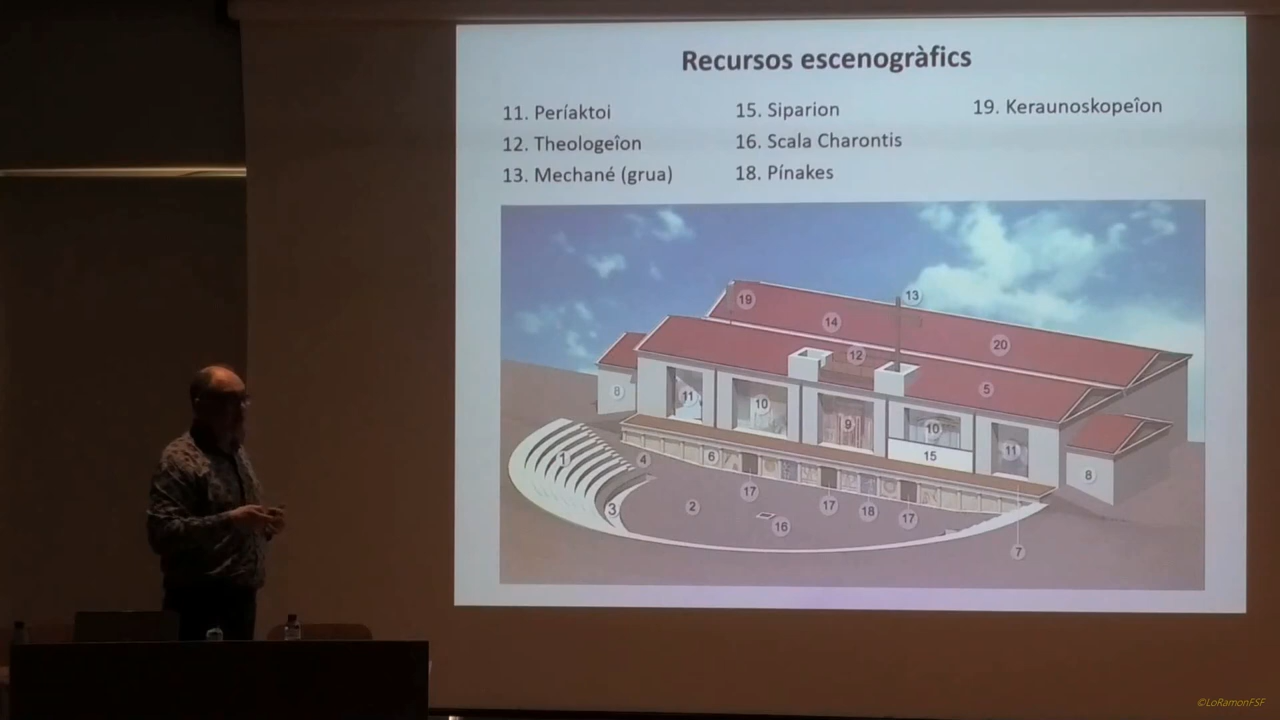 Recursos escenogràfics
11. Períaktoi
12. Theologeîon
13. Mechané (grua)
15. Siparion
16. Scala Charontis
18. Pínakes
19. Keraunoskopeîon
19
13
14
20
12
5
8
11
10
9
10
15
11
8
1
4
6
17
2
3
16
17
18
17
7
©LoRamonFSF